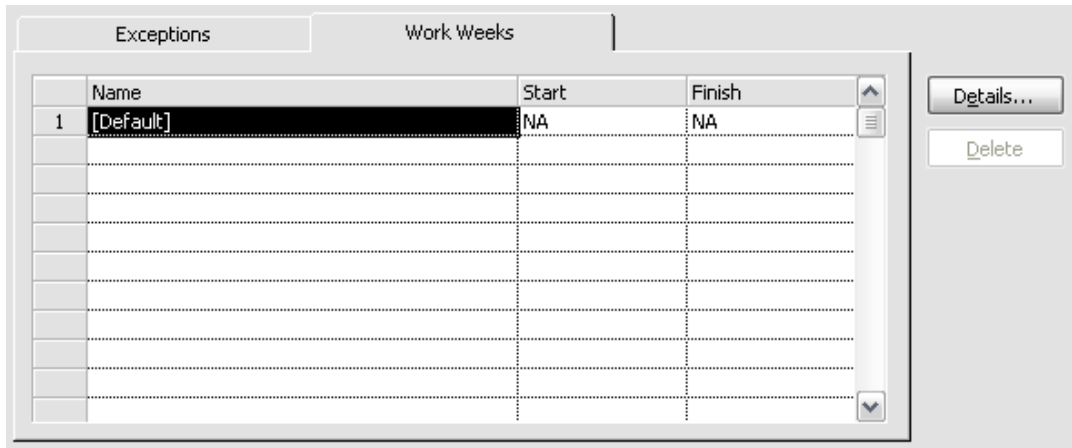 Exceptions Work Weeks
Name Start Finish
Details...
1 [Default] NA NA
Delete